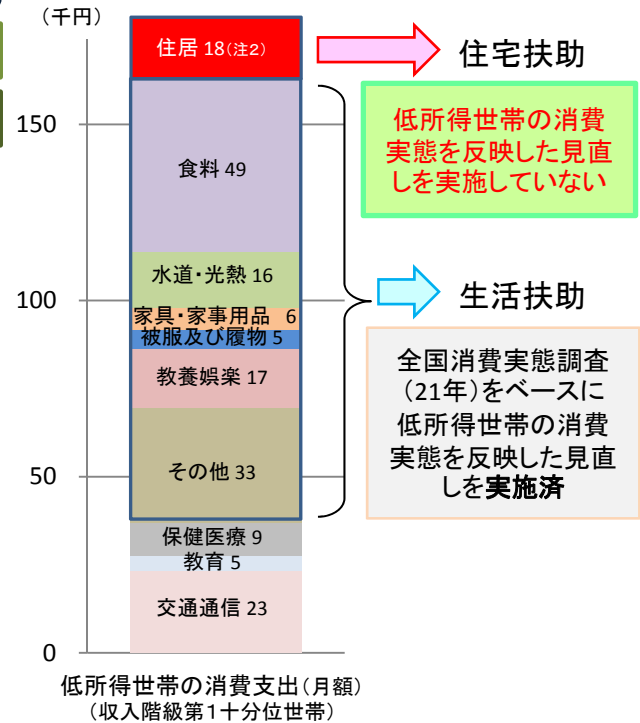 （千円）
住居 18（注２）
住宅扶助
150
低所得世帯の消費
実態を反映した見直
しを実施していない
食料 49
水道・光熱 16
100
家具・家事用品 6
被服及び履物 5
生活扶助
教養娯楽 17
全国消費実態調査
（21年）をベースに
低所得世帯の消費
実態を反映した見直
しを実施済
その他 33
50
保健医療 9
教育 5
交通通信 23
0
低所得世帯の消費支出（月額）
（収入階級第１十分位世帯）